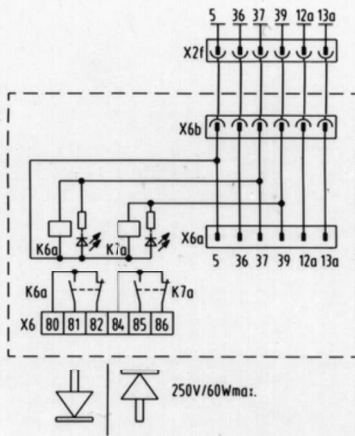 5 36 37 39 12a 13a
X2f
X6b
X6a
K6a K7a
5 36 37 39 12a 13a
K6a K7a
X6 80 81 82 84 85 86
250V/60Wmax.